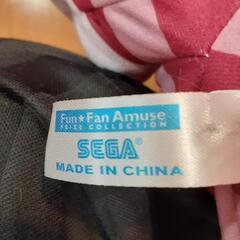 Fun★Fan Amuse
PRIZE COLLECTION
SEGA
MADE IN CHINA